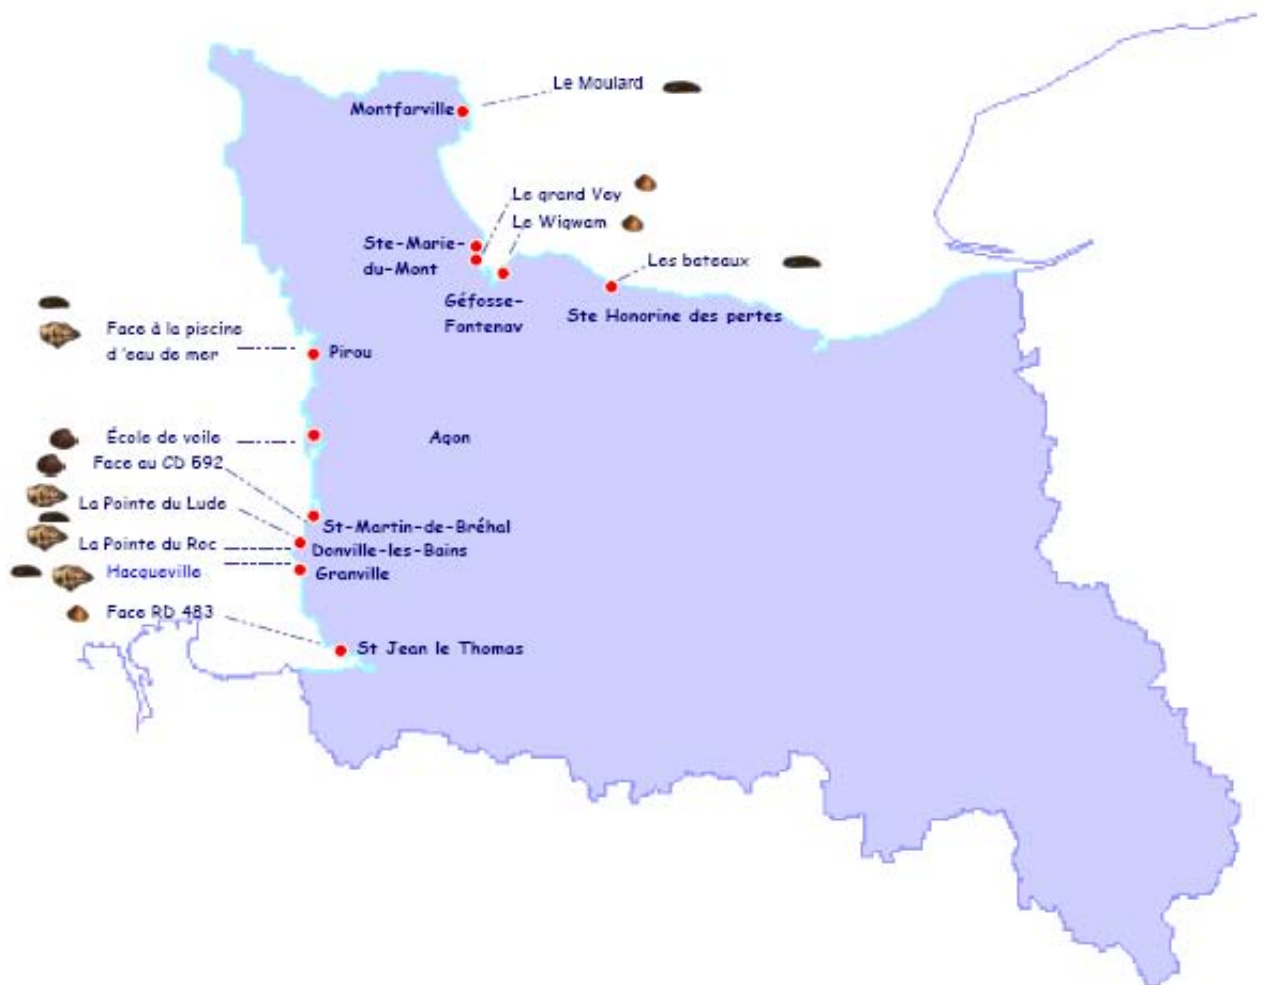 Le Moulard
Montfarville
Le grand Vey
Le Wigwam
Ste-Marie-
du-Mont
Les bateaux
Géfosse-
Fontenay
Ste Honorine des pertes
Face à la piscine
d'eau de mer
Pirou
École de voile
Agon
Face au CD 592
La Pointe du Lude
St-Martin-de-Bréhal
La Pointe du Roc
Donville-les-Bains
Hacqueville
Granville
Face RD 483
St Jean le Thomas